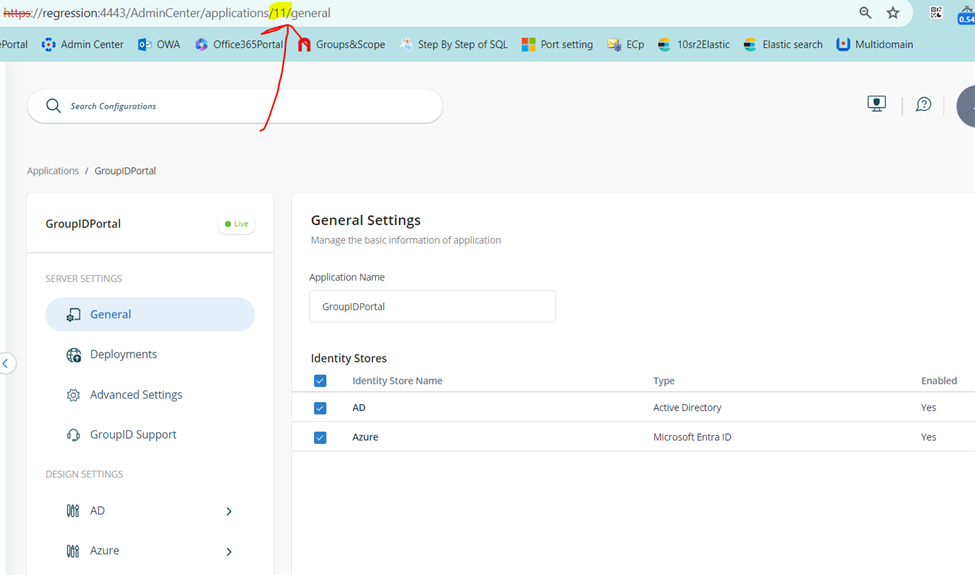 https://regression:4443/AdminCenter/applications/11/general
0.54
ePortal Admin Center OWA Office365Portal Groups&Scope Step By Step of SQL Port setting ECp 10sr2Elastic Elastic search Multidomain
Search Configurations
Applications / GroupIDPortal
GroupIDPortal Live
SERVER SETTINGS
General
Deployments
Advanced Settings
GroupID Support
DESIGN SETTINGS
AD
Azure
General Settings
Manage the basic information of application
Application Name
GroupIDPortal
Identity Stores
Identity Store Name Type Enabled
AD Active Directory Yes
Azure Microsoft Entra ID Yes